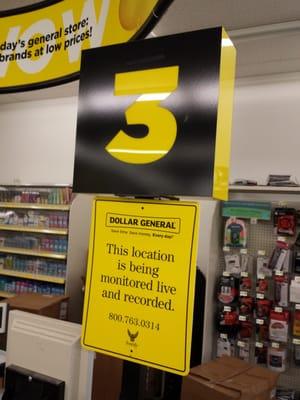 day's general store:
brands at low prices!
WOW
3
DOLLAR GENERAL
Save time. Save money. Every day!
This location
is being
monitored live
and recorded.
800.763.0314